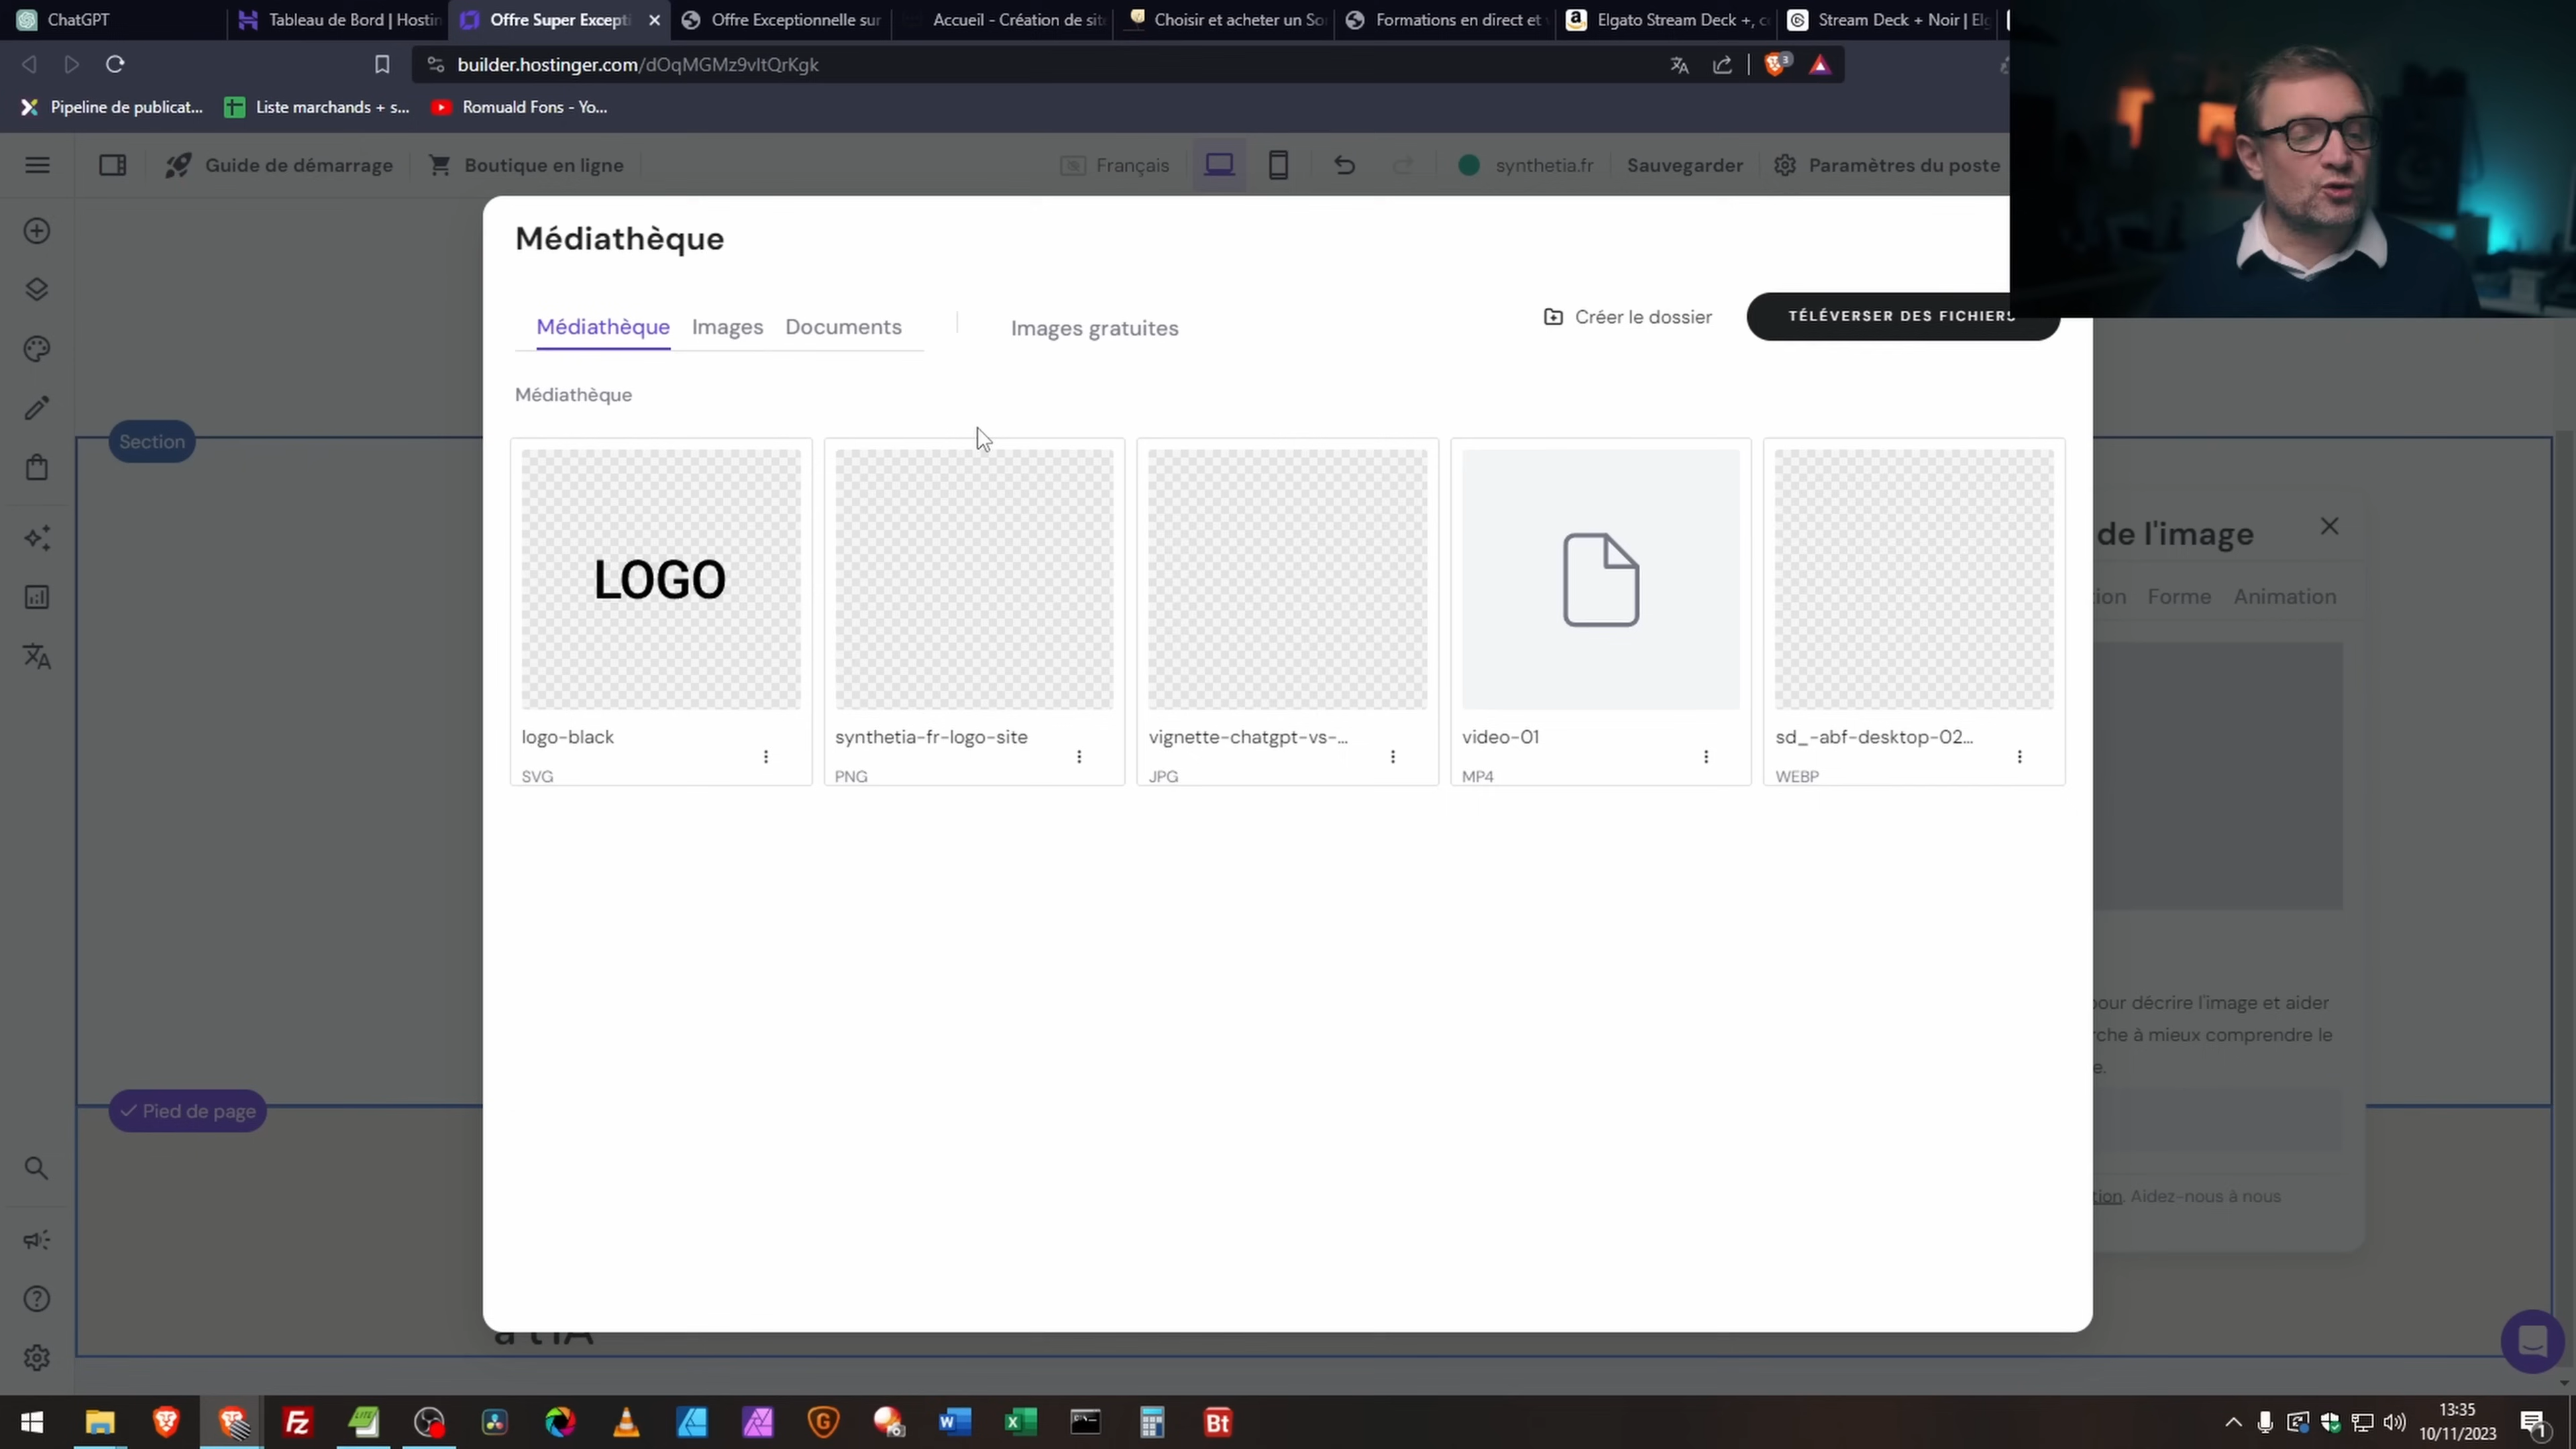 ChatGPT
Tableau de Bord | Hostin
Offre Super Excepti
Offre Exceptionnelle sur
Accueil - Création de site
Choisir et acheter un So
Formations en direct et
Elgato Stream Deck +, c
Stream Deck + Noir | Elg
builder.hostinger.com/dOqMGMz9vltQrKgk
3
Pipeline de publicat...
Liste marchands + s...
Romuald Fons - Yo...
Guide de démarrage
Boutique en ligne
Français
synthetia.fr
Sauvegarder
Paramètres du poste
Médiathèque
Médiathèque
Images
Documents
Images gratuites
Créer le dossier
TÉLÉVERSER DES FICHIERS
Médiathèque
Section
LOGO
logo-black
SVG
synthetia-fr-logo-site
PNG
vignette-chatgpt-vs-...
JPG
video-01
MP4
sd_-abf-desktop-02...
WEBP
de l'image
tion
Forme
Animation
pour décrire l'image et aider
rche à mieux comprendre le
e.
tion. Aidez-nous à nous
Pied de page
à l'IA
13:35
10/11/2023
1